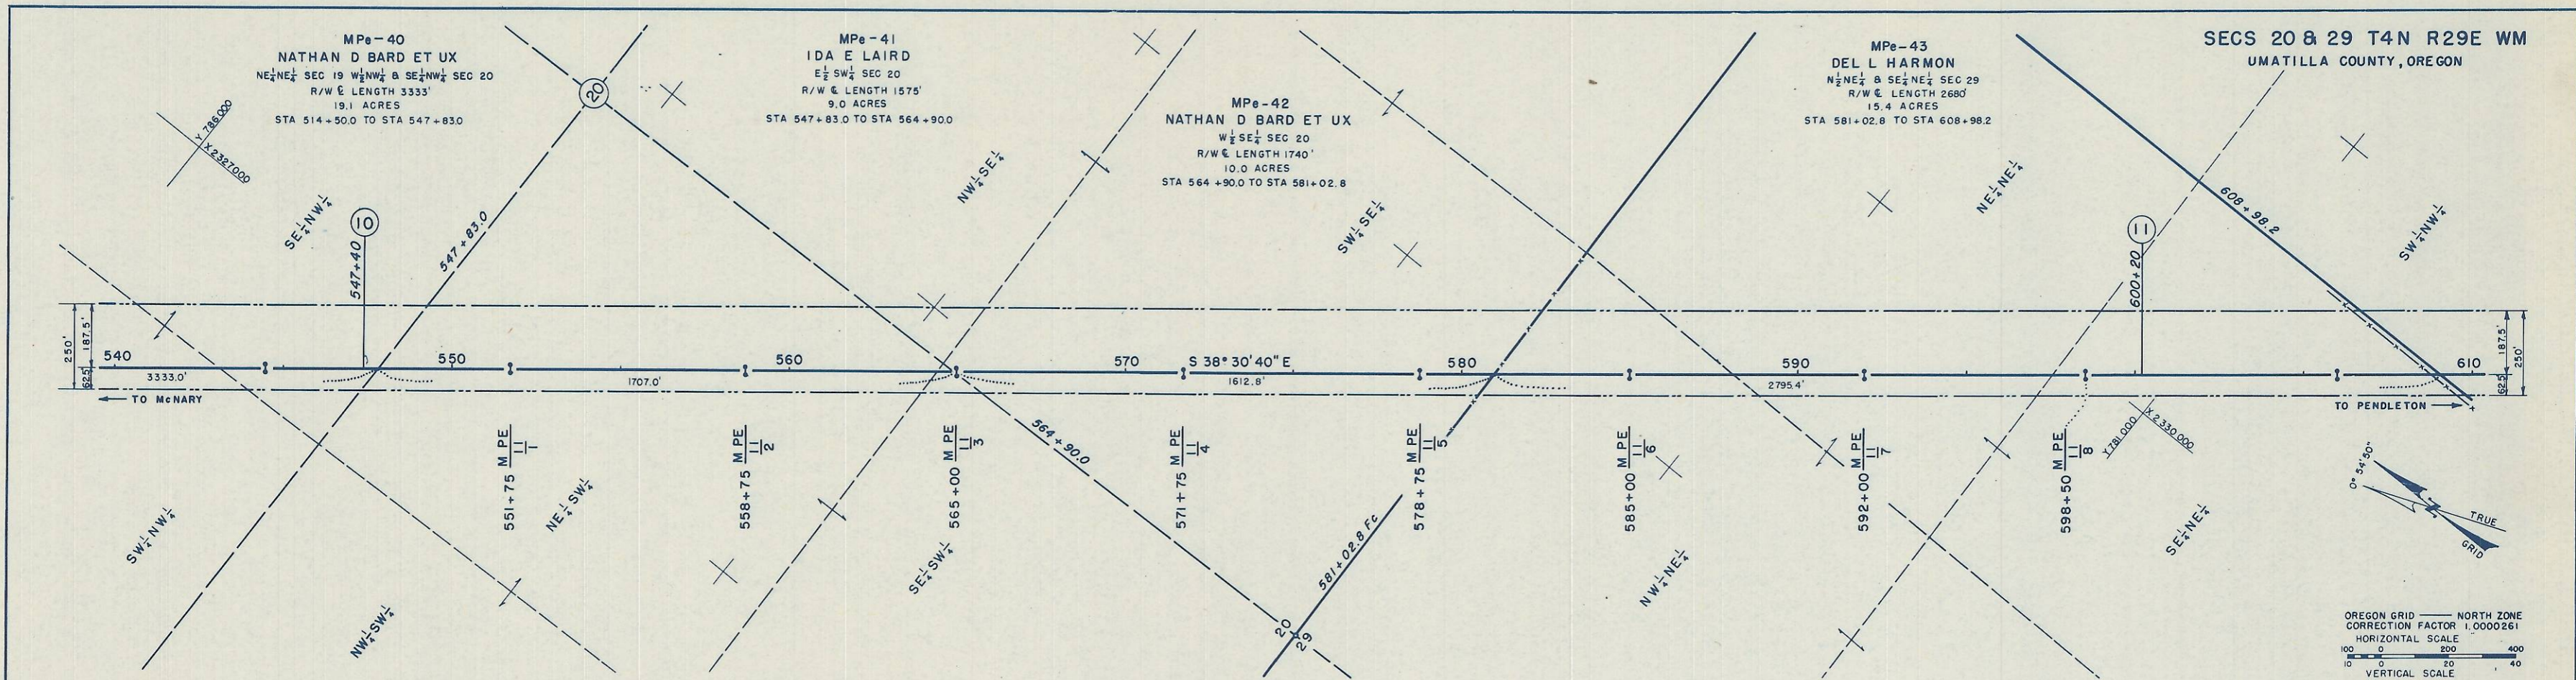 MPe-40
NATHAN D BARD ET UX
NE¼NE¼ SEC 19 W½NW¼ & SE¼NW¼ SEC 20
R/W ℄ LENGTH 3333'
19.1 ACRES
STA 514+50.0 TO STA 547+83.0
MPe-41
IDA E LAIRD
E½ SW¼ SEC 20
R/W ℄ LENGTH 1575'
9.0 ACRES
STA 547+83.0 TO STA 564+90.0
MPe-42
NATHAN D BARD ET UX
W½SE¼ SEC 20
R/W ℄ LENGTH 1740'
10.0 ACRES
STA 564+90.0 TO STA 581+02.8
MPe-43
DEL L HARMON
N½NE¼ & SE¼NE¼ SEC 29
R/W ℄ LENGTH 2680'
15.4 ACRES
STA 581+02.8 TO STA 608+98.2
SECS 20 & 29 T4N R29E WM
UMATILLA COUNTY, OREGON
20
Y 786000
X 2327000
SE¼NW¼
10
547+40
547+83.0
NW¼SE¼
SW¼SE¼
NE¼NE¼
11
600+20
608+98.2
SW¼NW¼
250'
187.5'
62.5'
540
550
560
570
S 38° 30' 40" E
580
590
610
3333.0'
1707.0'
1612.8'
2795.4'
187.5'
62.5'
250'
TO McNARY
TO PENDLETON
551+75 M PE 11/1
558+75 M PE 11/2
565+00 M PE 11/3
564+90.0
571+75 M PE 11/4
578+75 M PE 11/5
585+00 M PE 11/6
592+00 M PE 11/7
598+50 M PE 11/8
Y 781000
X 2330000
SW¼NW¼
NW¼SW¼
NE¼SW¼
SE¼SW¼
581+02.8 Fc
20
29
NW¼NE¼
SE¼NE¼
0° 54' 50"
N
TRUE
GRID
OREGON GRID — NORTH ZONE
CORRECTION FACTOR 1.0000261
HORIZONTAL SCALE
100 0 200 400
10 0 20 40
VERTICAL SCALE